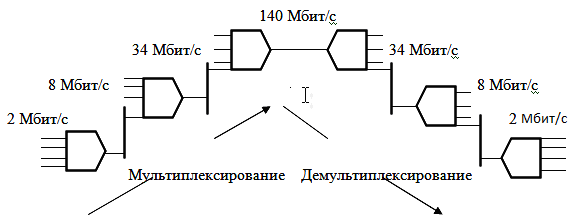 140 Мбит/с
34 Мбит/с
34 Мбит/с
8 Мбит/с
8 Мбит/с
2 Мбит/с
2 Мбит/с
Мультиплексирование
Демультиплексирование